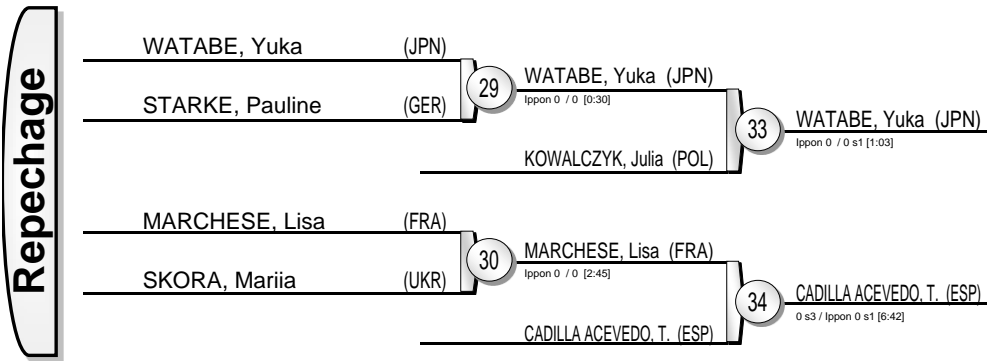 Repechage
WATABE, Yuka (JPN)
STARKE, Pauline (GER)
29
WATABE, Yuka (JPN)
Ippon 0 / 0 [0:30]
KOWALCZYK, Julia (POL)
33
WATABE, Yuka (JPN)
Ippon 0 / 0 s1 [1:03]
MARCHESE, Lisa (FRA)
SKORA, Mariia (UKR)
30
MARCHESE, Lisa (FRA)
Ippon 0 / 0 [2:45]
CADILLA ACEVEDO, T. (ESP)
34
CADILLA ACEVEDO, T. (ESP)
0 s3 / Ippon 0 s1 [6:42]